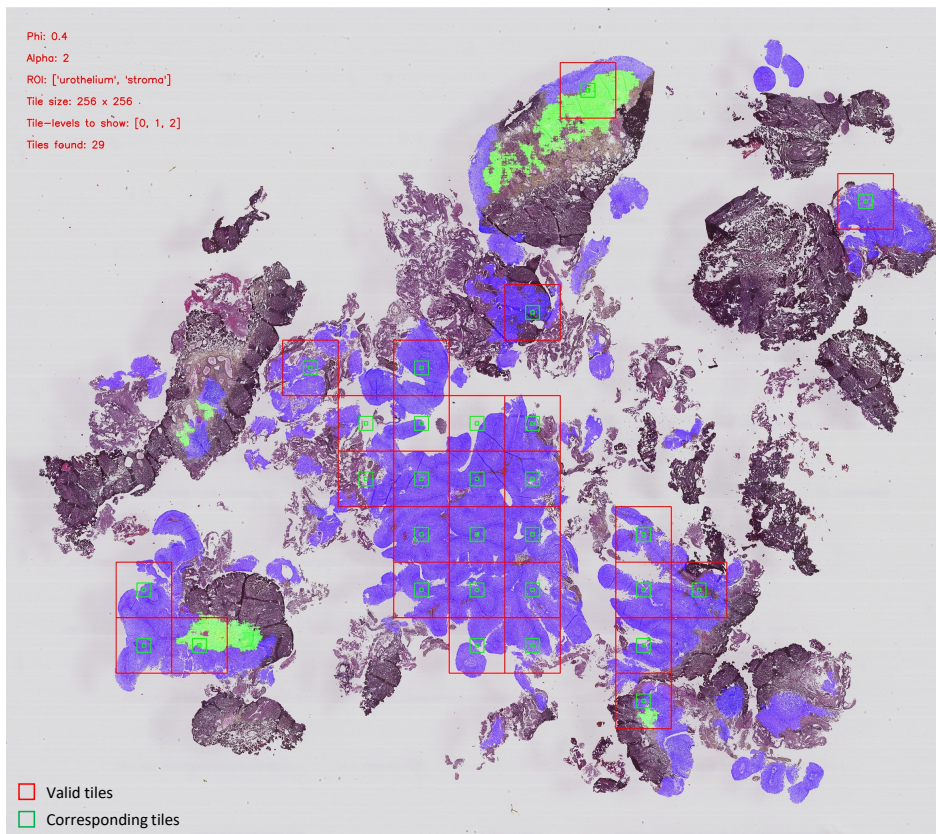 Phi: 0.4
Alpha: 2
ROI: ['urothelium', 'stroma']
Tile size: 256 x 256
Tile-levels to show: [0, 1, 2]
Tiles found: 29
Valid tiles
Corresponding tiles